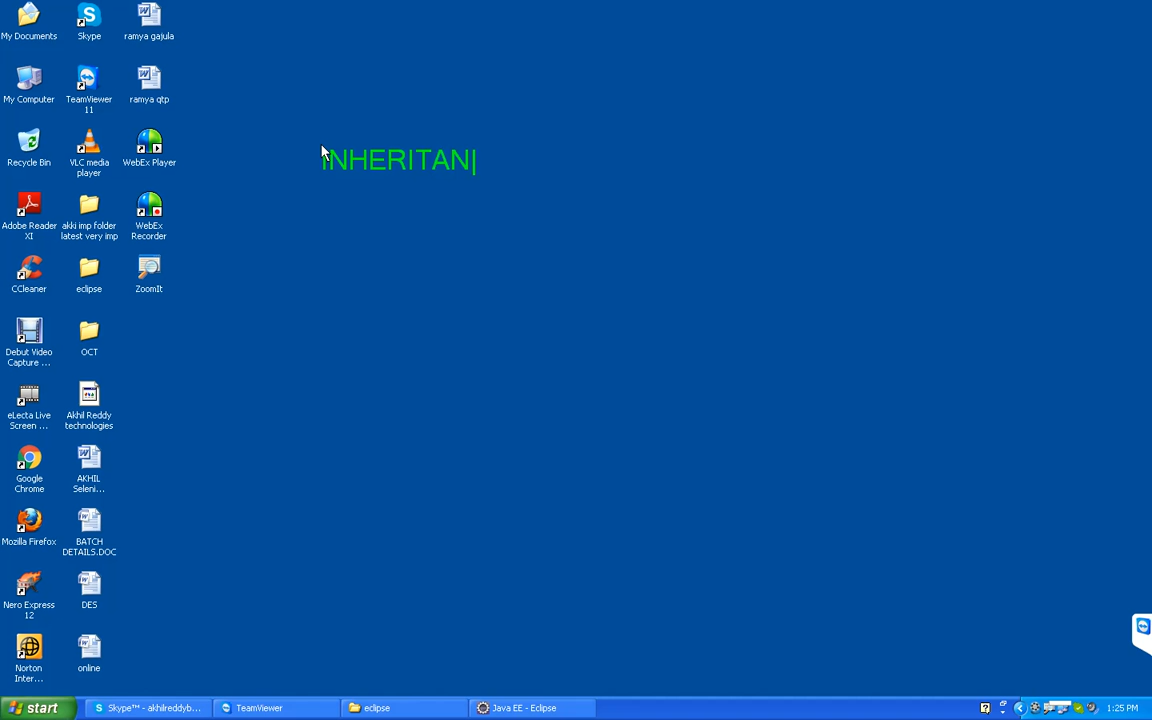 My Documents
Skype
ramya gajula
My Computer
TeamViewer
11
ramya qtp
INHERITAN
Recycle Bin
VLC media
player
WebEx Player
Adobe Reader
XI
akki imp folder
latest very imp
WebEx
Recorder
CCleaner
eclipse
ZoomIt
Debut Video
Capture ...
OCT
eLecta Live
Screen ...
Akhil Reddy
technologies
Google
Chrome
AKHIL
Seleni...
Mozilla Firefox
BATCH
DETAILS.DOC
Nero Express
12
DES
Norton
Inter...
online
start
Skype™ - akhilreddyb...
TeamViewer
eclipse
Java EE - Eclipse
1:25 PM